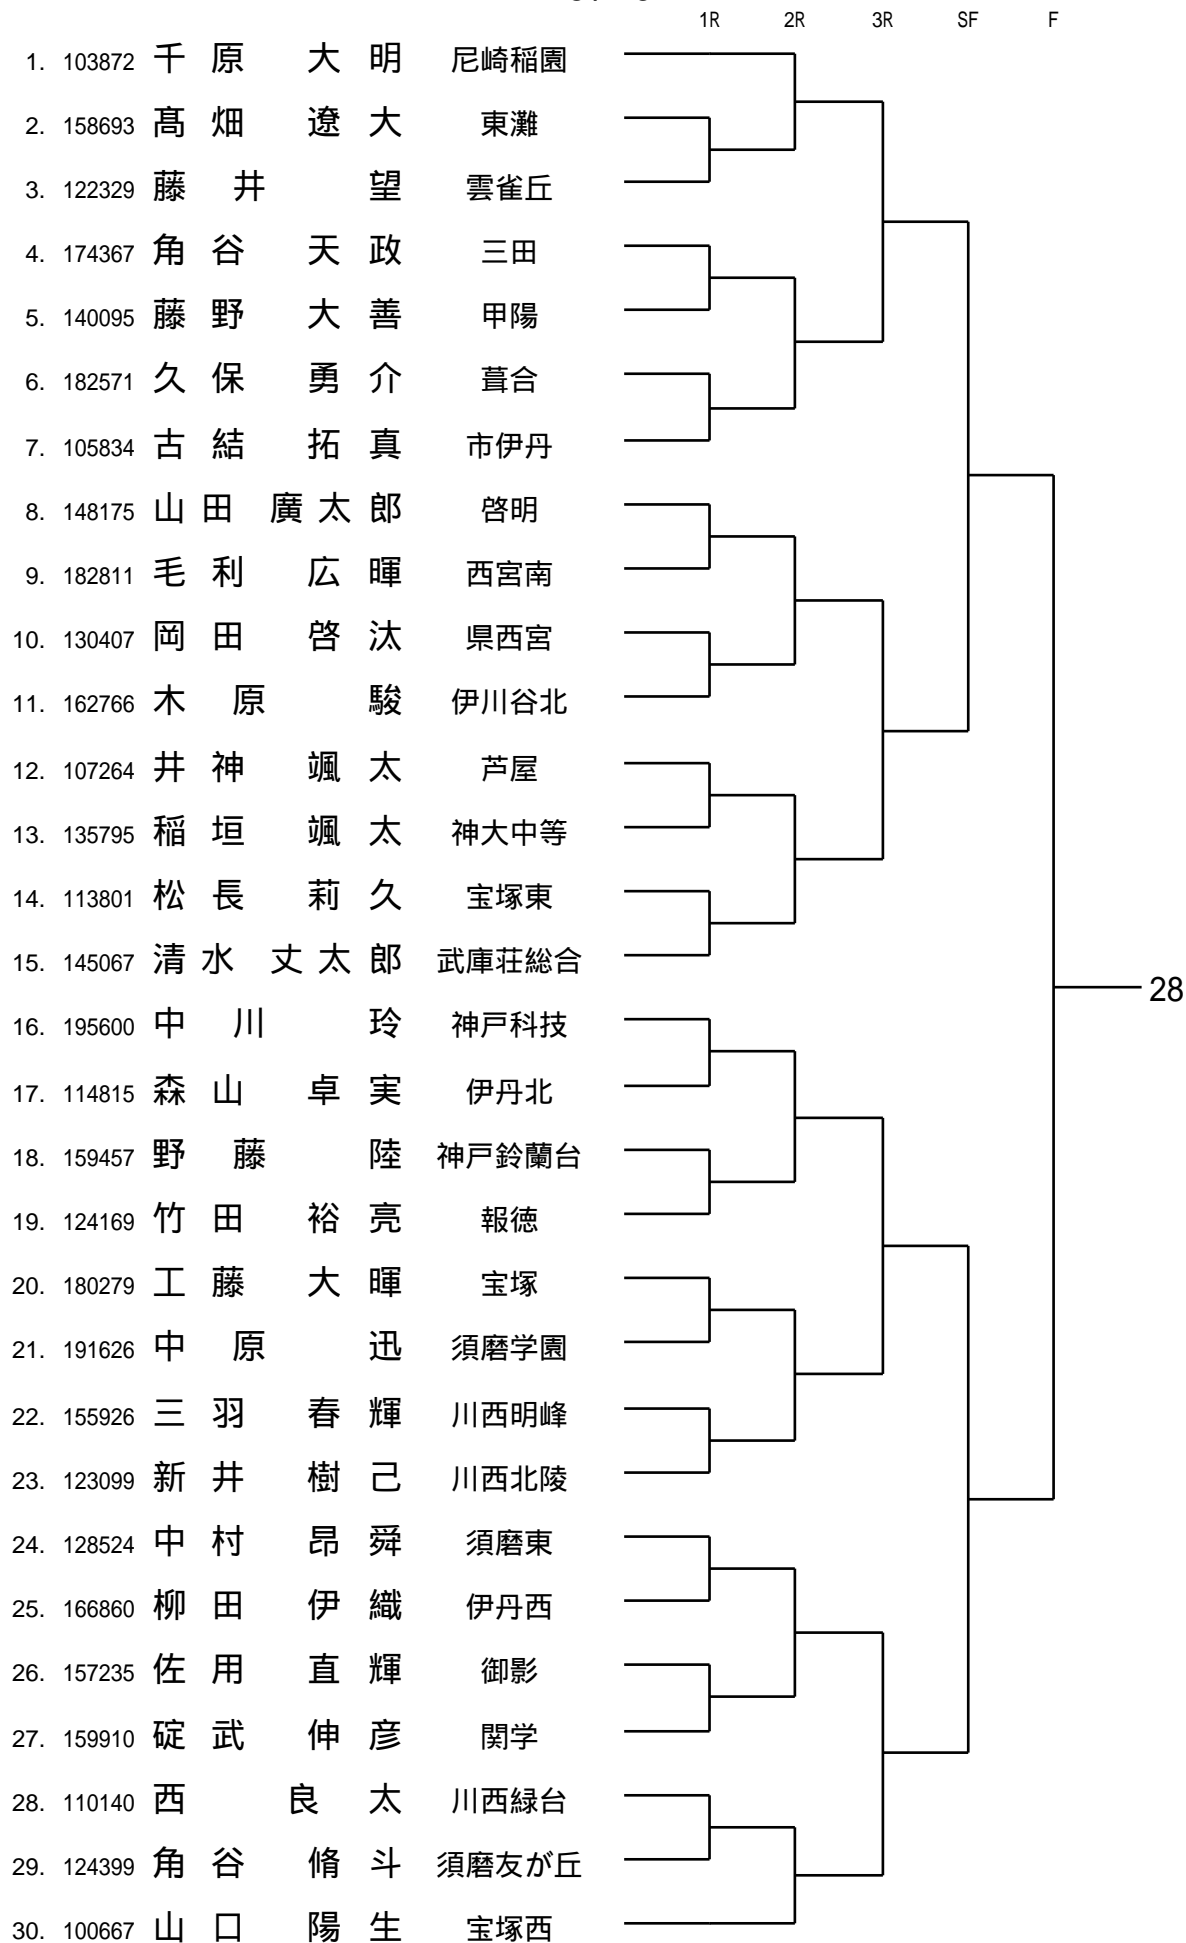 1R 2R 3R SF F
1. 103872 千原 大明 尼崎稲園
2. 158693 髙畑 遼大 東灘
3. 122329 藤井 望 雲雀丘
4. 174367 角谷 天政 三田
5. 140095 藤野 大善 甲陽
6. 182571 久保 勇介 葺合
7. 105834 古結 拓真 市伊丹
8. 148175 山田 廣太郎 啓明
9. 182811 毛利 広暉 西宮南
10. 130407 岡田 啓汰 県西宮
11. 162766 木原 駿 伊川谷北
12. 107264 井神 颯太 芦屋
13. 135795 稲垣 颯太 神大中等
14. 113801 松長 莉久 宝塚東
15. 145067 清水 丈太郎 武庫荘総合
28
16. 195600 中川 玲 神戸科技
17. 114815 森山 卓実 伊丹北
18. 159457 野藤 陸 神戸鈴蘭台
19. 124169 竹田 裕亮 報徳
20. 180279 工藤 大暉 宝塚
21. 191626 中原 迅 須磨学園
22. 155926 三羽 春輝 川西明峰
23. 123099 新井 樹己 川西北陵
24. 128524 中村 昂舜 須磨東
25. 166860 柳田 伊織 伊丹西
26. 157235 佐用 直輝 御影
27. 159910 碇武 伸彦 関学
28. 110140 西 良太 川西緑台
29. 124399 角谷 脩斗 須磨友が丘
30. 100667 山口 陽生 宝塚西